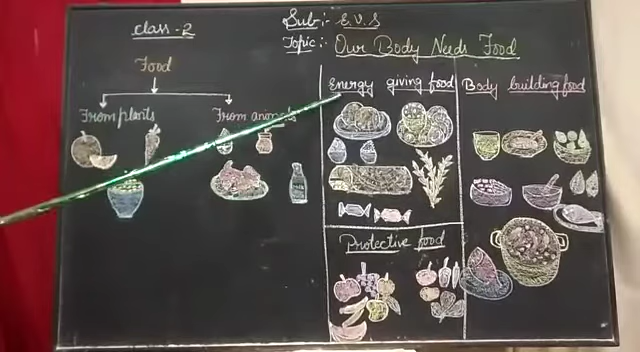 Class-2
Sub:- E.V.S
Topic:- Our Body Needs Food
Food
From plants
From animals
Energy giving food
Body building food
Protective food